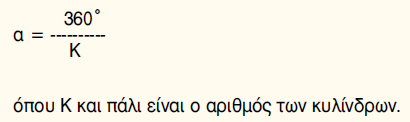 360°
α = ----------
Κ
όπου Κ και πάλι είναι ο αριθμός των κυλίνδρων.